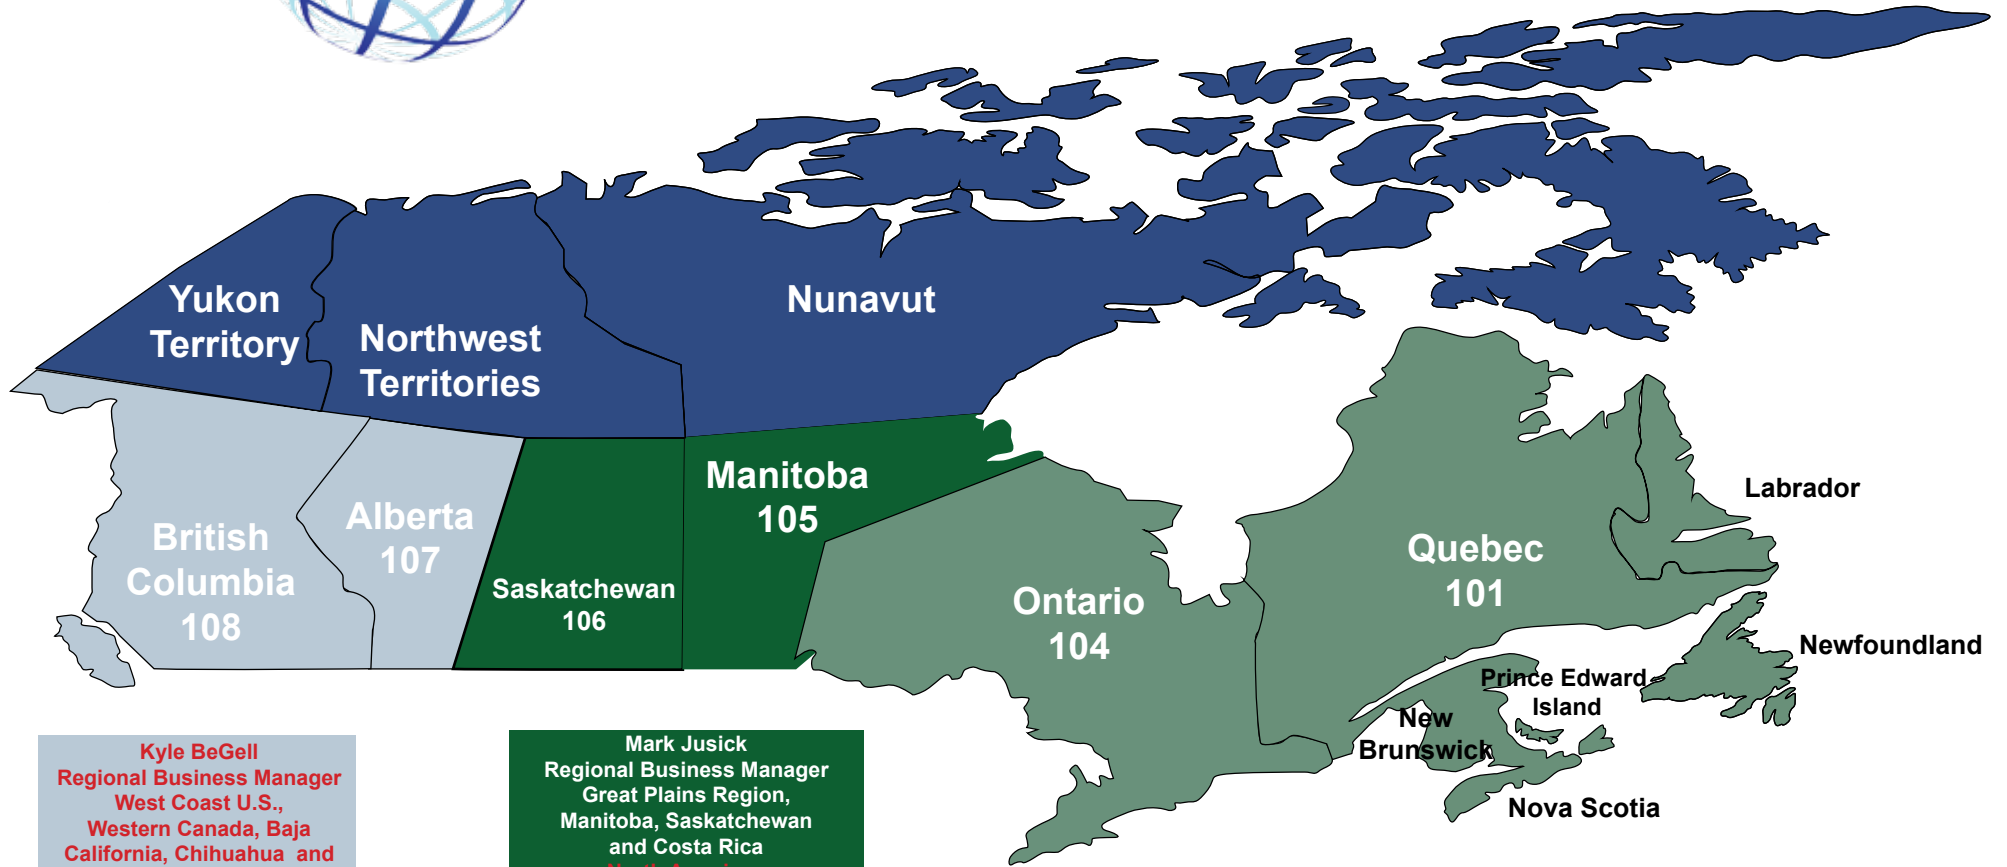 Yukon
Territory
Northwest
Territories
Nunavut
British
Columbia
108
Alberta
107
Saskatchewan
106
Manitoba
105
Ontario
104
Quebec
101
Labrador
Newfoundland
Prince Edward
Island
New
Brunswick
Nova Scotia
Kyle BeGell
Regional Business Manager
West Coast U.S.,
Western Canada, Baja
California, Chihuahua and
Mark Jusick
Regional Business Manager
Great Plains Region,
Manitoba, Saskatchewan
and Costa Rica